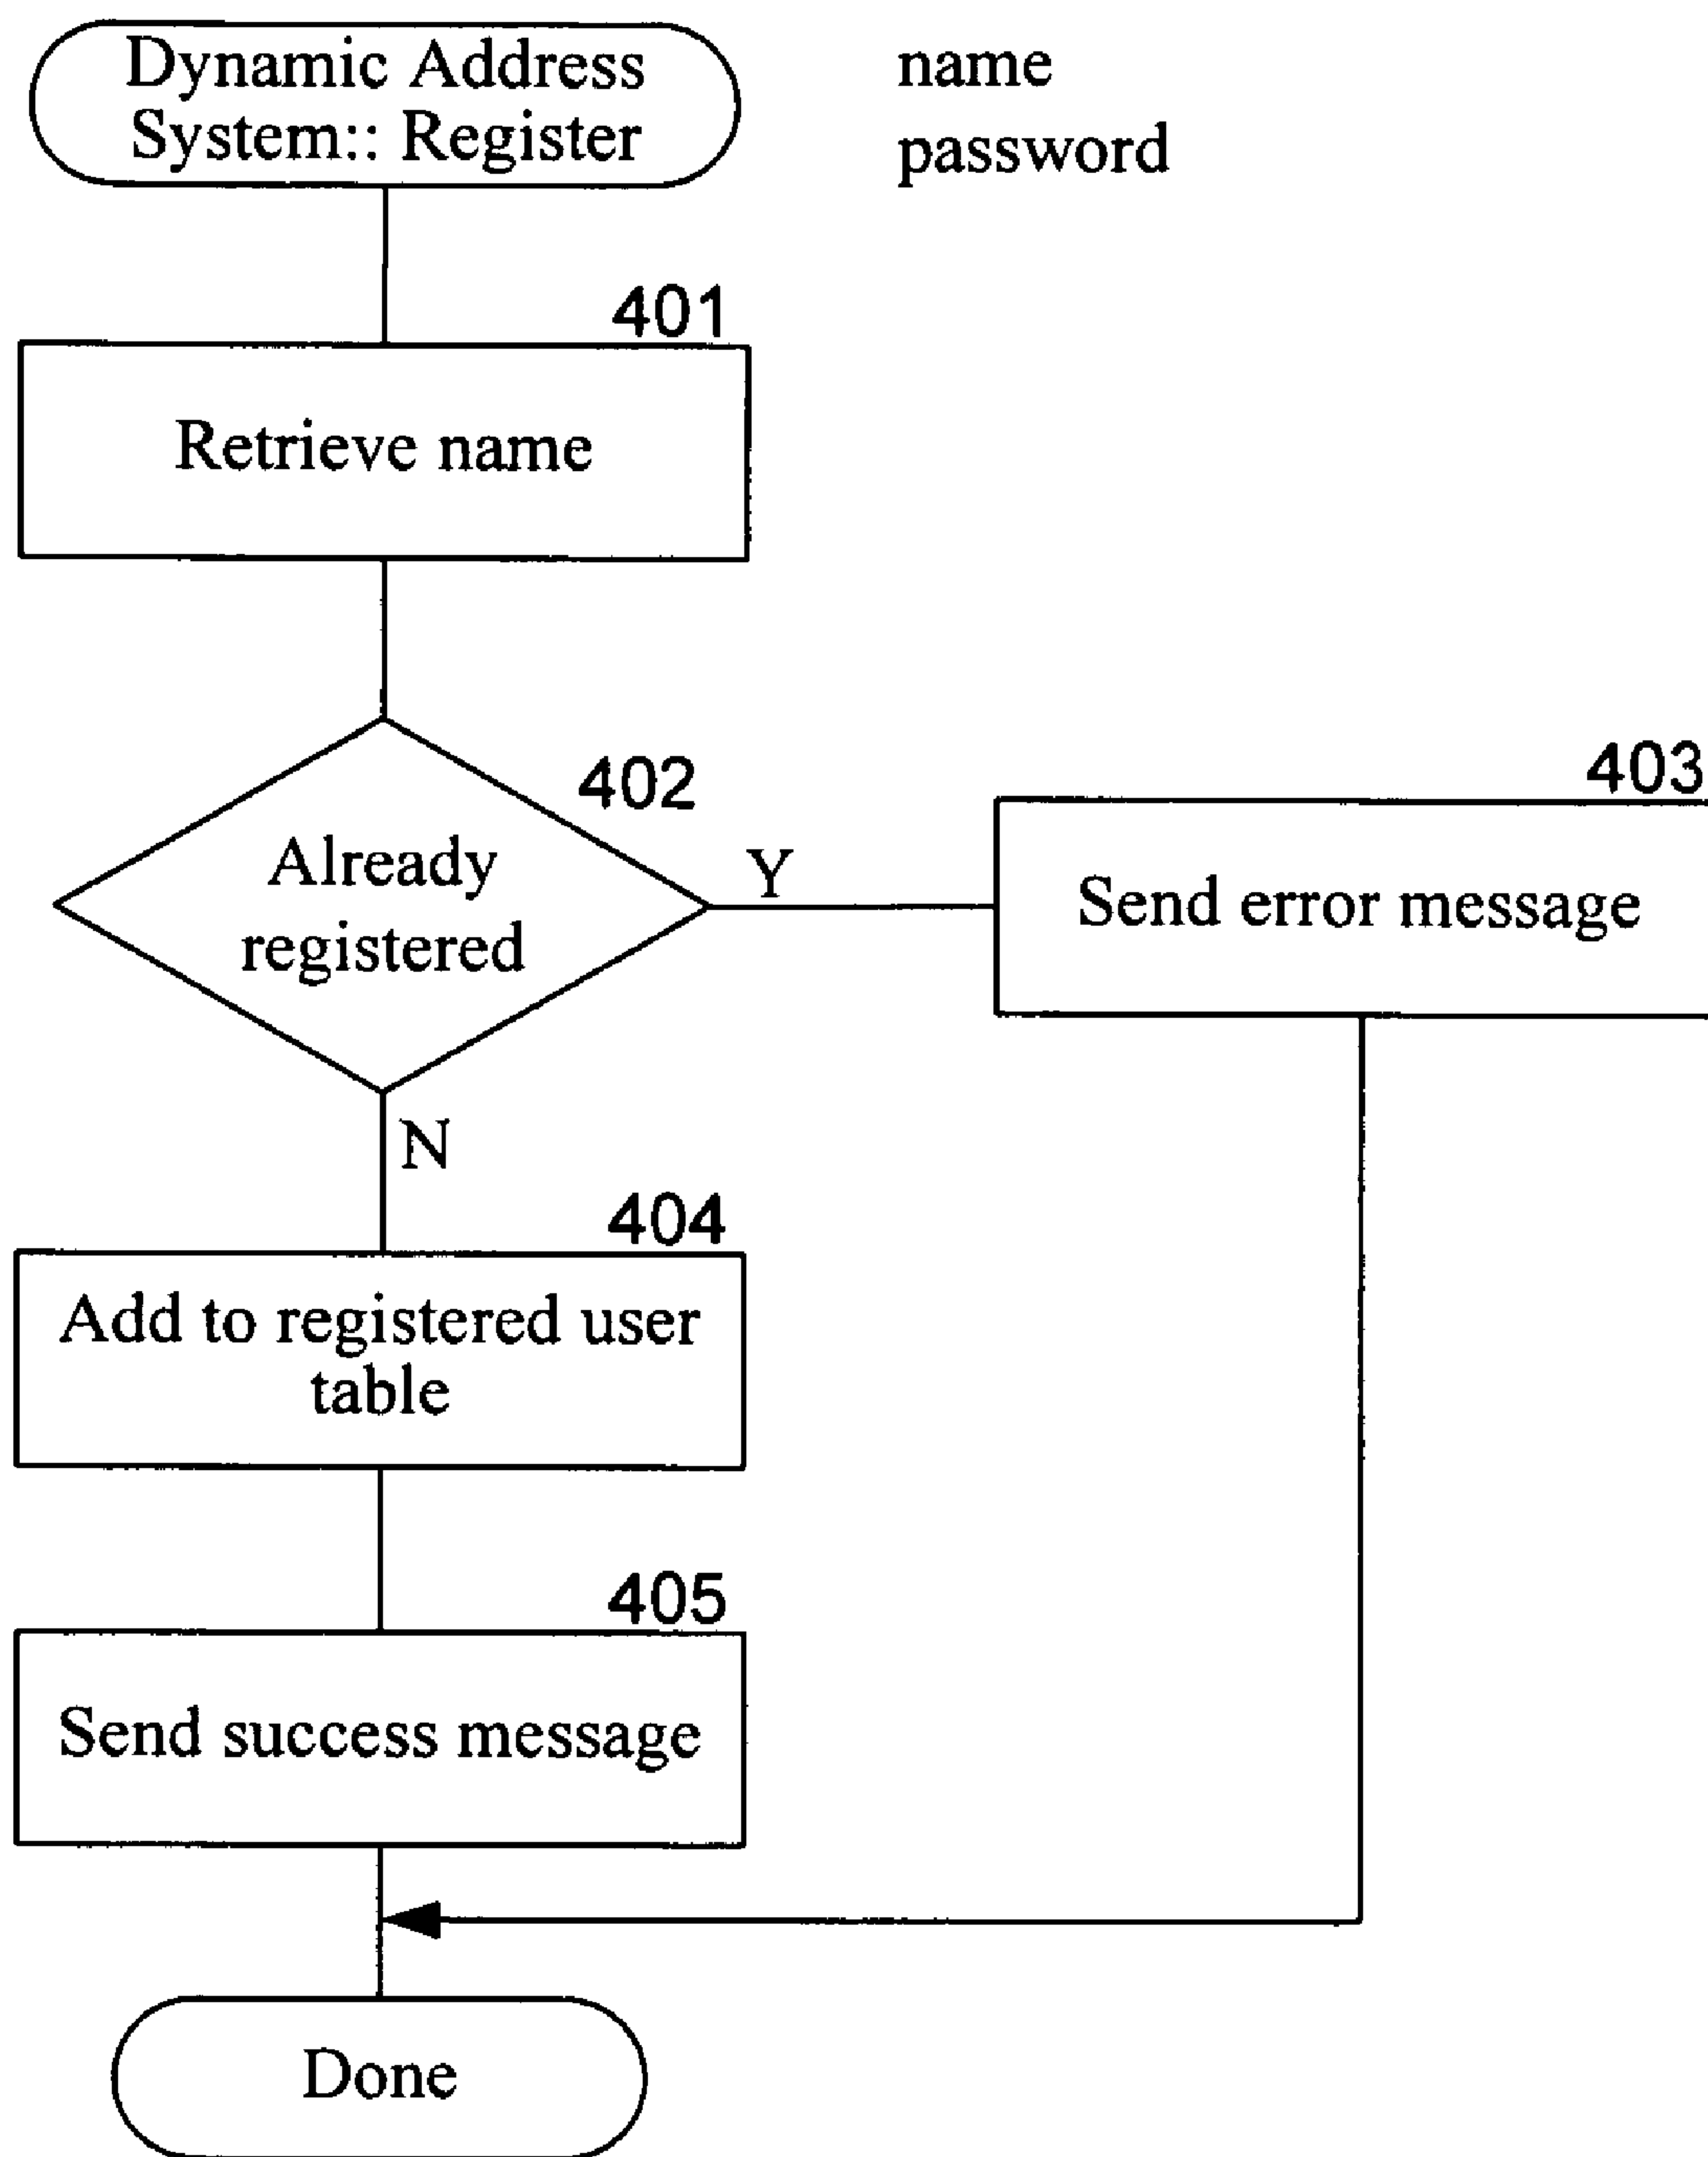 Dynamic Address
System:: Register
name
password
401
Retrieve name
402
Already
registered
Y
403
Send error message
N
404
Add to registered user
table
405
Send success message
Done